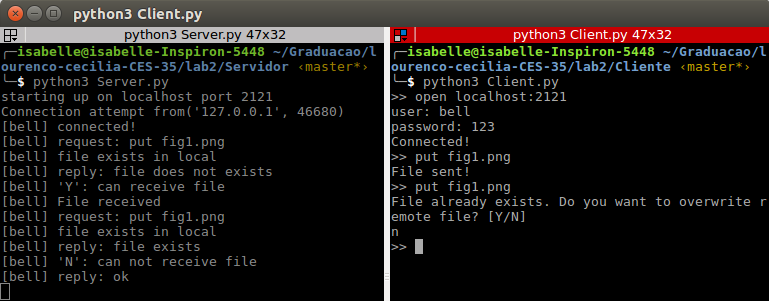 python3 Client.py
python3 Server.py 47x32
╭─isabelle@isabelle-Inspiron-5448 ~/Graduacao/l
ourenco-cecilia-CES-35/lab2/Servidor ‹master*›
╰─$ python3 Server.py
starting up on localhost port 2121
Connection attempt from('127.0.0.1', 46680)
[bell] connected!
[bell] request: put fig1.png
[bell] file exists in local
[bell] reply: file does not exists
[bell] 'Y': can receive file
[bell] File received
[bell] request: put fig1.png
[bell] file exists in local
[bell] reply: file exists
[bell] 'N': can not receive file
[bell] reply: ok
python3 Client.py 47x32
╭─isabelle@isabelle-Inspiron-5448 ~/Graduacao/l
ourenco-cecilia-CES-35/lab2/Cliente ‹master*›
╰─$ python3 Client.py
>> open localhost:2121
user: bell
password: 123
Connected!
>> put fig1.png
File sent!
>> put fig1.png
File already exists. Do you want to overwrite r
emote file? [Y/N]
n
>>